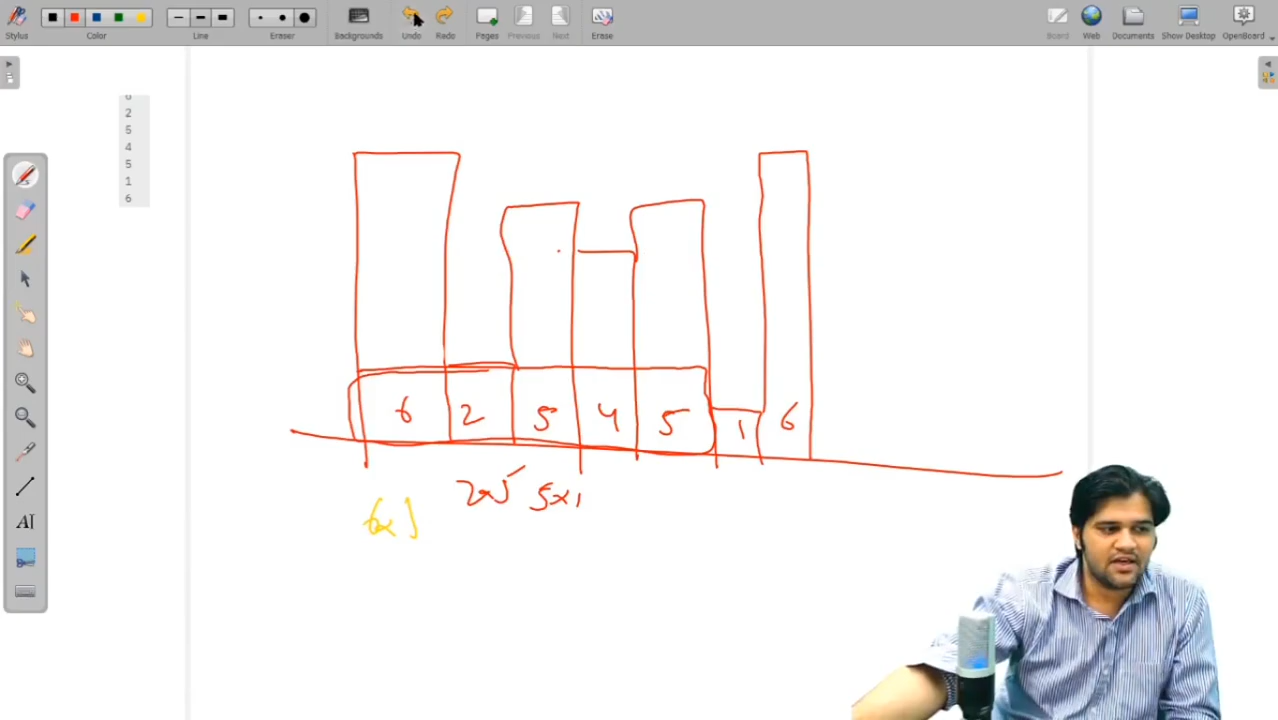 Stylus
Color
Line
Eraser
Backgrounds
Undo
Redo
Pages
Previous
Next
Erase
Board
Web
Documents
Show Desktop
OpenBoard
2
5
4
5
1
6
6 2 5 4 5 1 6
2x5 5x1
6x1